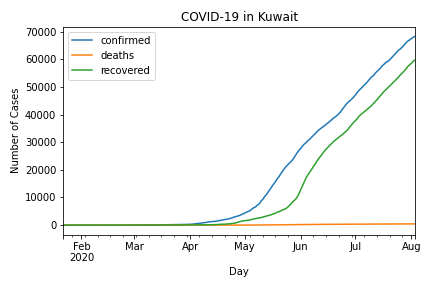 COVID-19 in Kuwait
confirmed
deaths
recovered
70000
60000
50000
40000
30000
20000
10000
0
Number of Cases
Feb Mar Apr May Jun Jul Aug
2020
Day